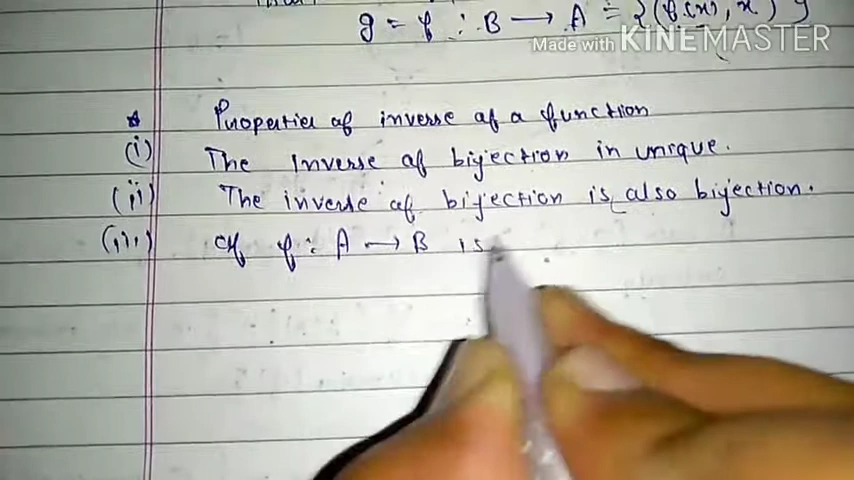 g = f : B → A = {(f(x), x) }
Made with KINEMASTER
Properties of inverse of a function
(i) The Inverse of bijection in unique.
(ii) The inverse of bijection is also bijection.
(iii) If f : A → B is